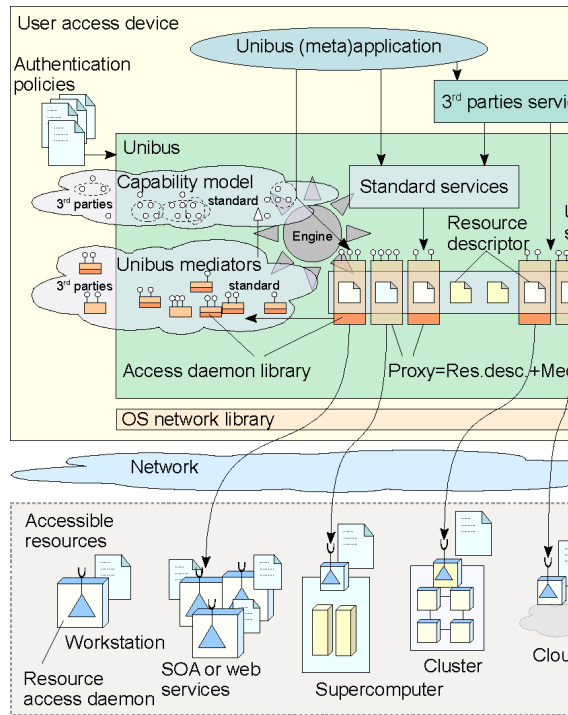 User access device
Unibus (meta)application
Authentication
policies
3rd parties servic
Unibus
Capability model
3rd parties
standard
Standard services
Engine
Resource
descriptor
U
s
Unibus mediators
3rd parties
standard
Access daemon library
Proxy=Res.desc.+Med
OS network library
Network
Accessible
resources
Workstation
Resource
access daemon
SOA or web
services
Supercomputer
Cluster
Clou